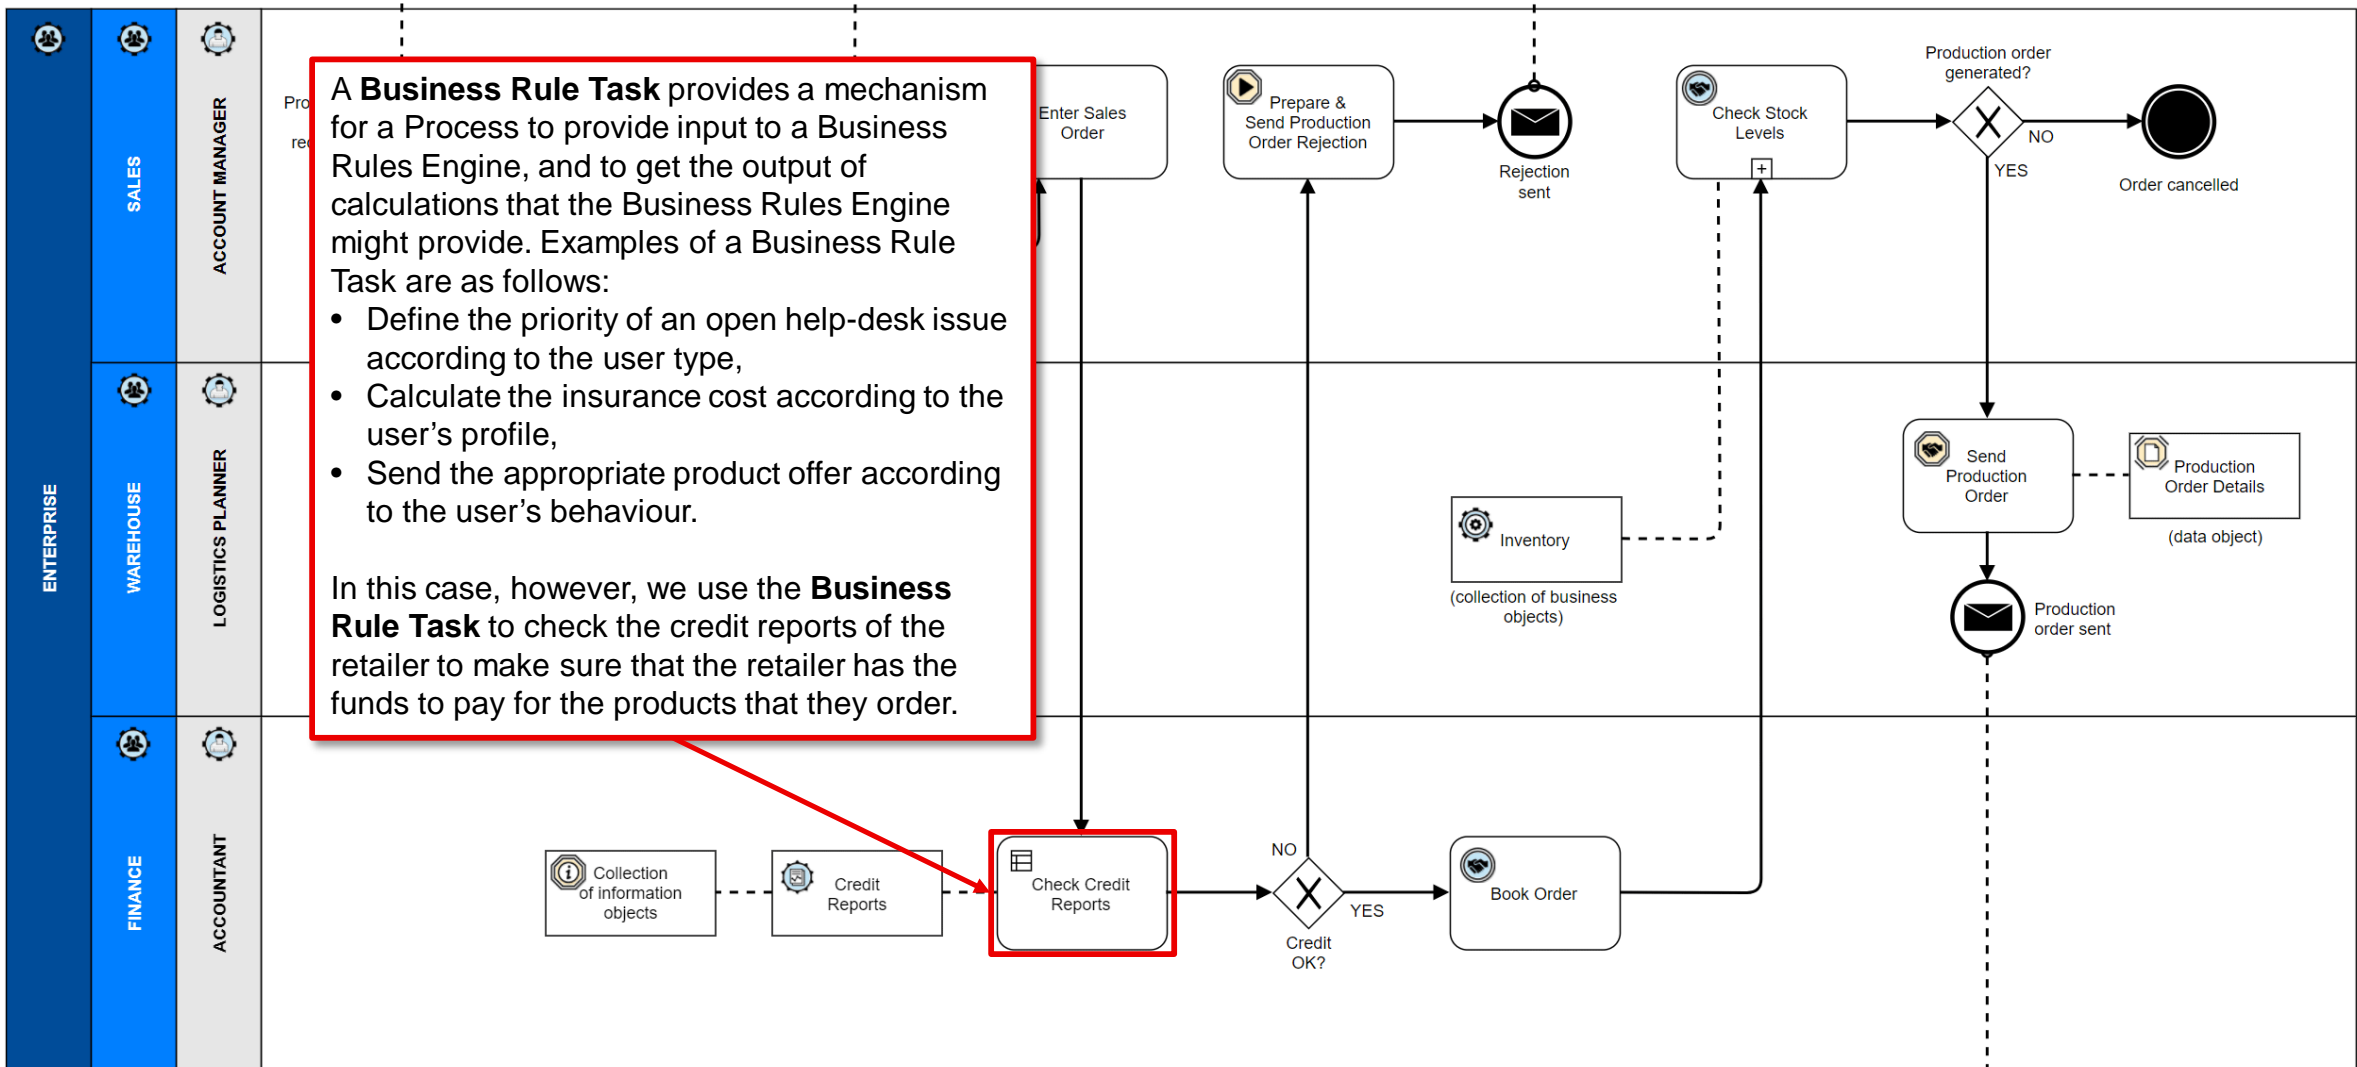 ENTERPRISE
SALES
ACCOUNT MANAGER
WAREHOUSE
LOGISTICS PLANNER
FINANCE
ACCOUNTANT
A Business Rule Task provides a mechanism
for a Process to provide input to a Business
Rules Engine, and to get the output of
calculations that the Business Rules Engine
might provide. Examples of a Business Rule
Task are as follows:
• Define the priority of an open help-desk issue
according to the user type,
• Calculate the insurance cost according to the
user’s profile,
• Send the appropriate product offer according
to the user’s behaviour.
In this case, however, we use the Business
Rule Task to check the credit reports of the
retailer to make sure that the retailer has the
funds to pay for the products that they order.
Enter Sales
Order
Prepare &
Send Production
Order Rejection
Rejection
sent
Check Stock
Levels
Production order
generated?
NO
YES
Order cancelled
Inventory
(collection of business
objects)
Send
Production
Order
Production
Order Details
(data object)
Production
order sent
Collection
of information
objects
Credit
Reports
Check Credit
Reports
NO
YES
Credit
OK?
Book Order